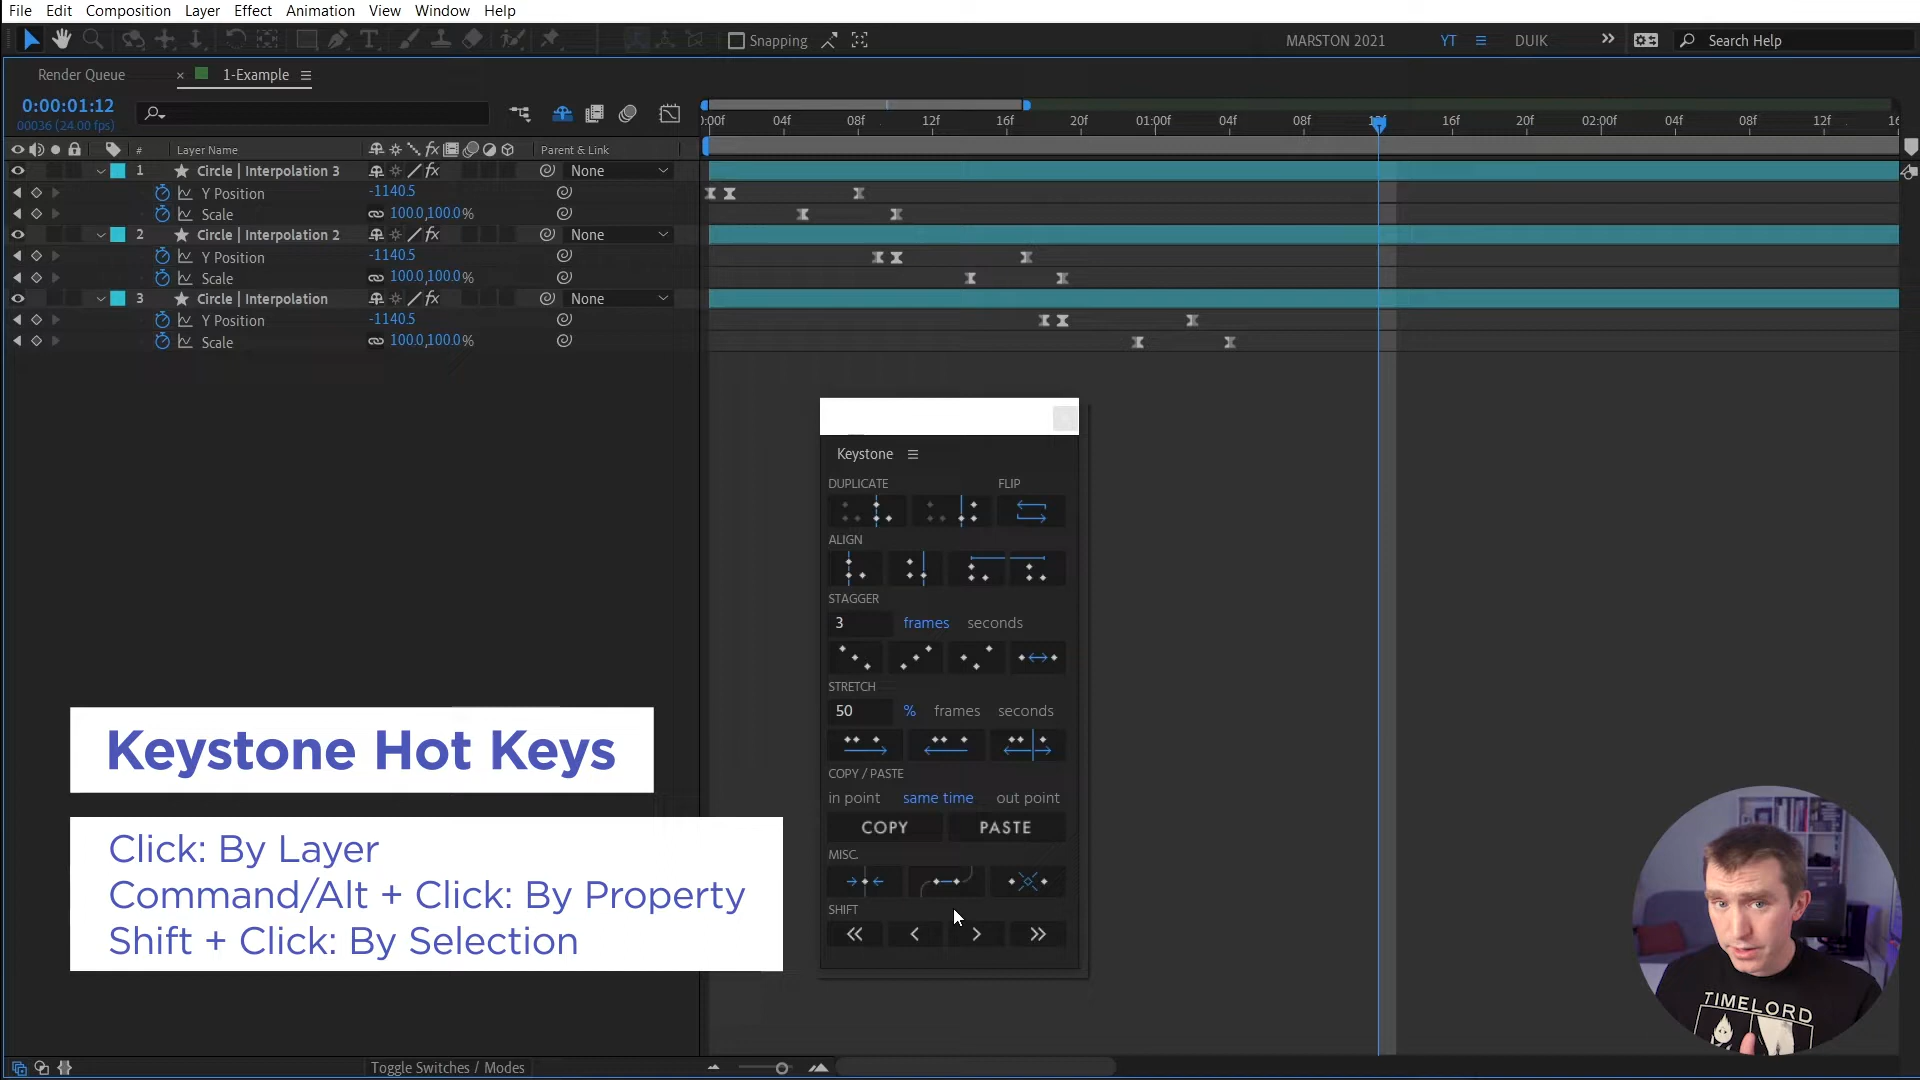 File Edit Composition Layer Effect Animation View Window Help
Snapping MARSTON 2021 YT DUIK Search Help
Render Queue × 1-Example
0:00:01:12
00036 (24.00 fps)
:00f 04f 08f 12f 16f 20f 01:00f 04f 08f 12f 16f 20f 02:00f 04f 08f 12f 16
# Layer Name fx Parent & Link
1 Circle | Interpolation 3 fx None
Y Position -1140.5
Scale 100.0,100.0%
2 Circle | Interpolation 2 fx None
Y Position -1140.5
Scale 100.0,100.0%
3 Circle | Interpolation fx None
Y Position -1140.5
Scale 100.0,100.0%
Keystone
DUPLICATE FLIP
ALIGN
STAGGER
3 frames seconds
STRETCH
50 % frames seconds
COPY / PASTE
in point same time out point
COPY PASTE
MISC.
SHIFT
Keystone Hot Keys
Click: By Layer
Command/Alt + Click: By Property
Shift + Click: By Selection
TIMELORD
Toggle Switches / Modes